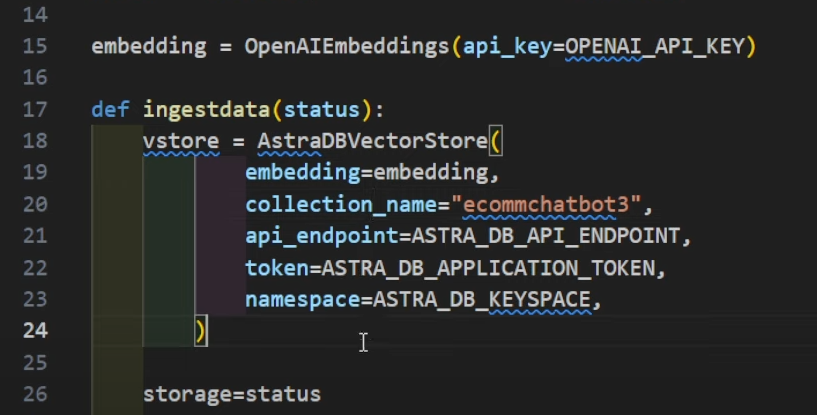 14
15 embedding = OpenAIEmbeddings(api_key=OPENAI_API_KEY)
16
17 def ingestdata(status):
18 vstore = AstraDBVectorStore(
19 embedding=embedding,
20 collection_name="ecommchatbot3",
21 api_endpoint=ASTRA_DB_API_ENDPOINT,
22 token=ASTRA_DB_APPLICATION_TOKEN,
23 namespace=ASTRA_DB_KEYSPACE,
24 )
25
26 storage=status